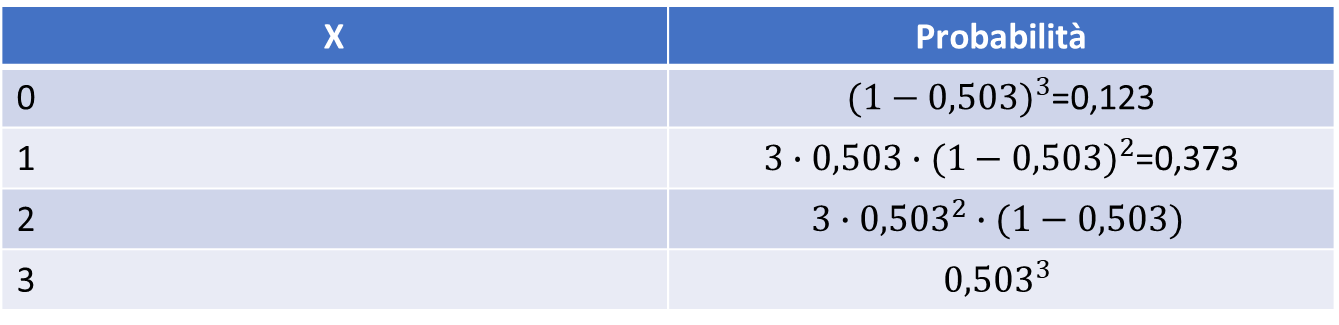 X Probabilità
0 (1 − 0,503)³=0,123
1 3 · 0,503 · (1 − 0,503)²=0,373
2 3 · 0,503² · (1 − 0,503)
3 0,503³